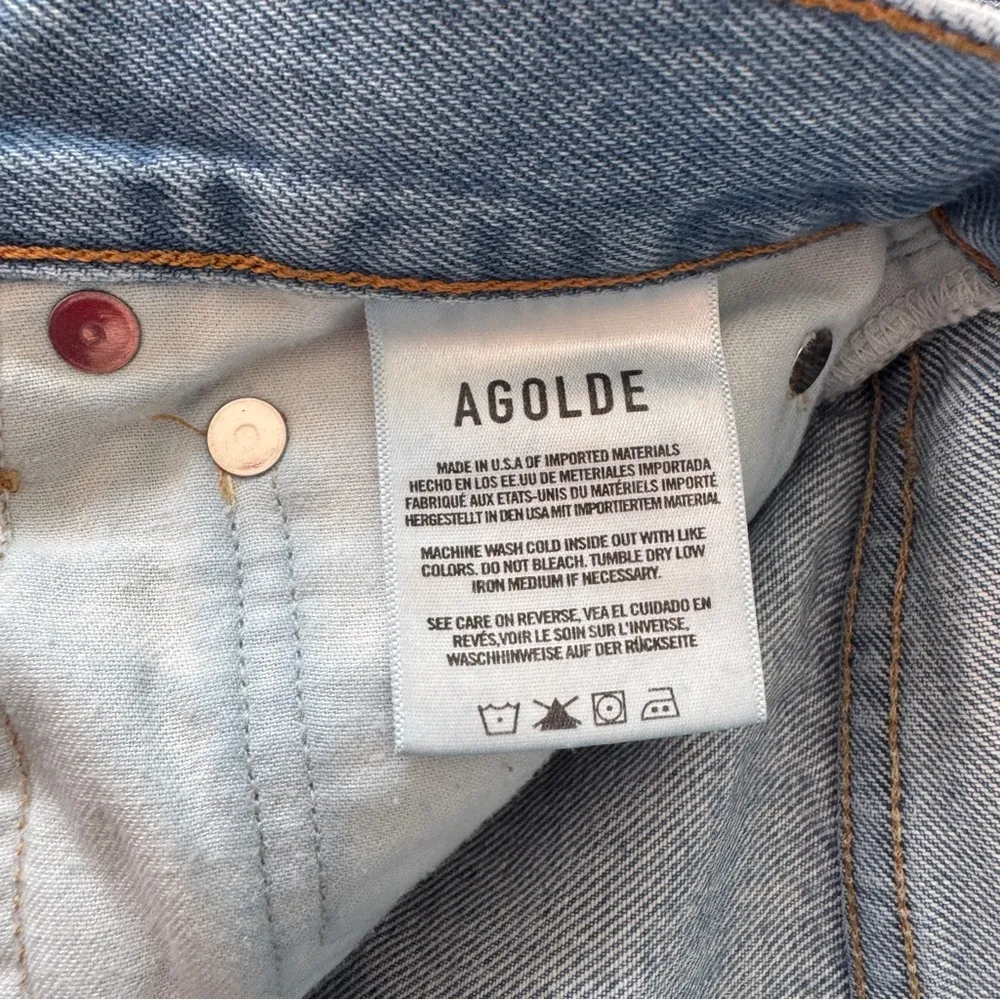 AGOLDE
MADE IN U.S.A OF IMPORTED MATERIALS
HECHO EN LOS EE.UU DE METERIALES IMPORTADA
FABRIQUÉ AUX ETATS-UNIS DU MATÉRIELS IMPORTÉ
HERGESTELLT IN DEN USA MIT IMPORTIERTEM MATERIAL
MACHINE WASH COLD INSIDE OUT WITH LIKE
COLORS. DO NOT BLEACH. TUMBLE DRY LOW
IRON MEDIUM IF NECESSARY.
SEE CARE ON REVERSE, VEA EL CUIDADO EN
REVÉS,VOIR LE SOIN SUR L'INVERSE,
WASCHHINWEISE AUF DER RÜCKSEITE